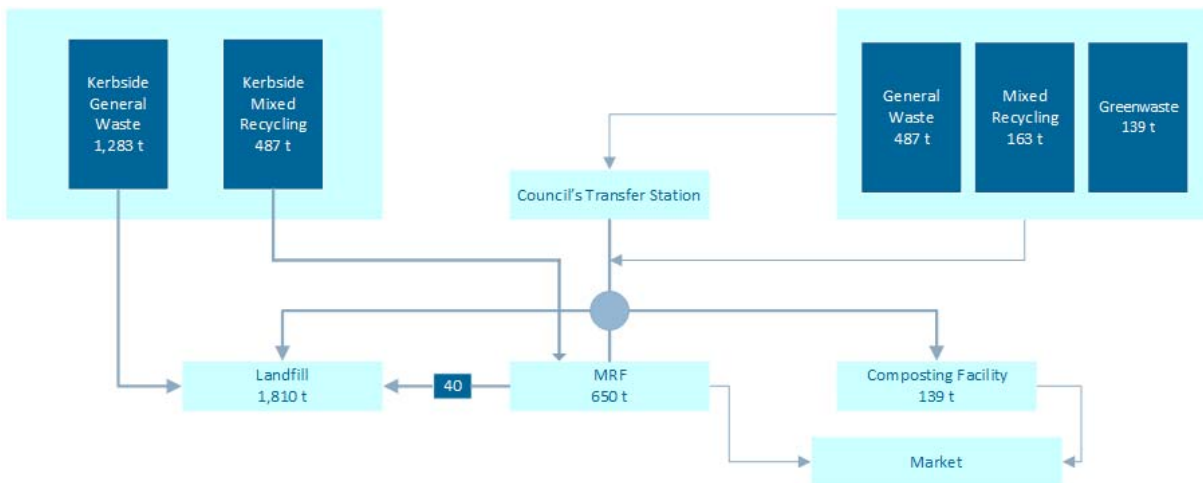 Kerbside
General
Waste
1,283 t
Kerbside
Mixed
Recycling
487 t
General
Waste
487 t
Mixed
Recycling
163 t
Greenwaste
139 t
Council’s Transfer Station
Landfill
1,810 t
40
MRF
650 t
Composting Facility
139 t
Market